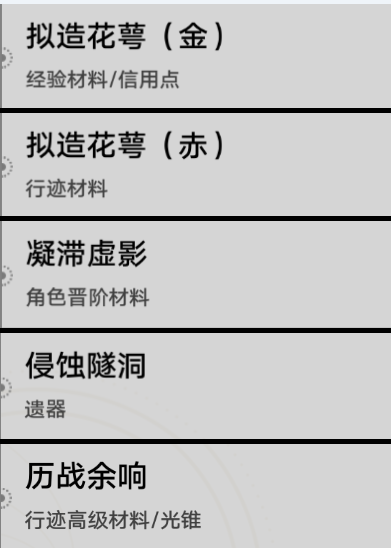 拟造花萼（金）
经验材料/信用点
拟造花萼（赤）
行迹材料
凝滞虚影
角色晋阶材料
侵蚀隧洞
遗器
历战余响
行迹高级材料/光锥